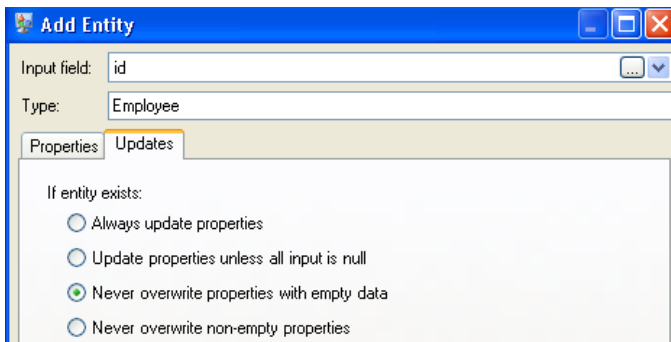 Add Entity
Input field: id ...
Type: Employee
Properties Updates
If entity exists:
Always update properties
Update properties unless all input is null
Never overwrite properties with empty data
Never overwrite non-empty properties